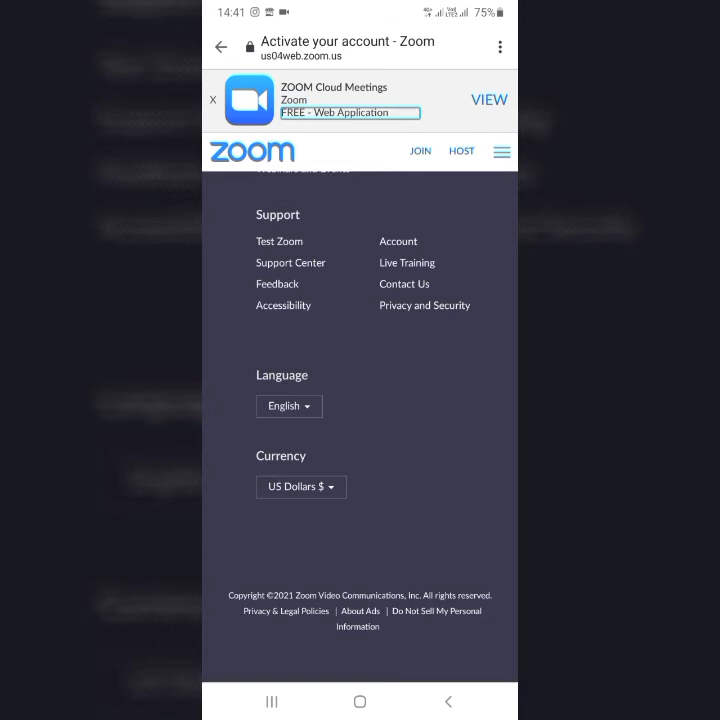 14:41 75%
Activate your account - Zoom
us04web.zoom.us
X
ZOOM Cloud Meetings
Zoom
FREE - Web Application
VIEW
zoom JOIN HOST
Webinars and Events
Support
Test Zoom Account
Support Center Live Training
Feedback Contact Us
Accessibility Privacy and Security
Language
English
Currency
US Dollars $
Copyright ©2021 Zoom Video Communications, Inc. All rights reserved.
Privacy & Legal Policies | About Ads | Do Not Sell My Personal
Information